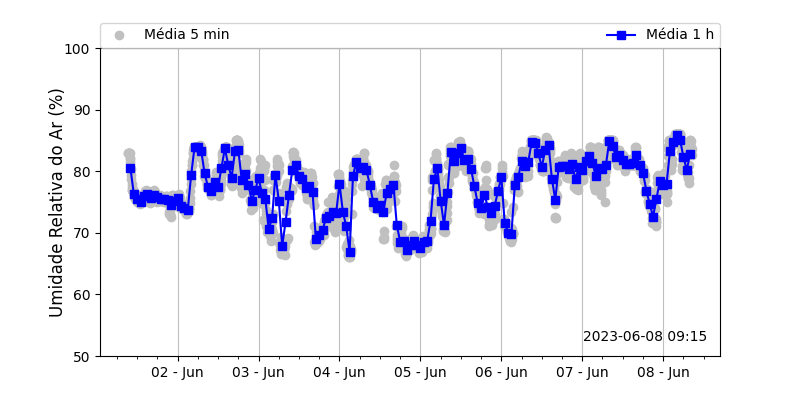 Média 5 min
Média 1 h
Umidade Relativa do Ar (%)
100
90
80
70
60
50
2023-06-08 09:15
02 - Jun
03 - Jun
04 - Jun
05 - Jun
06 - Jun
07 - Jun
08 - Jun